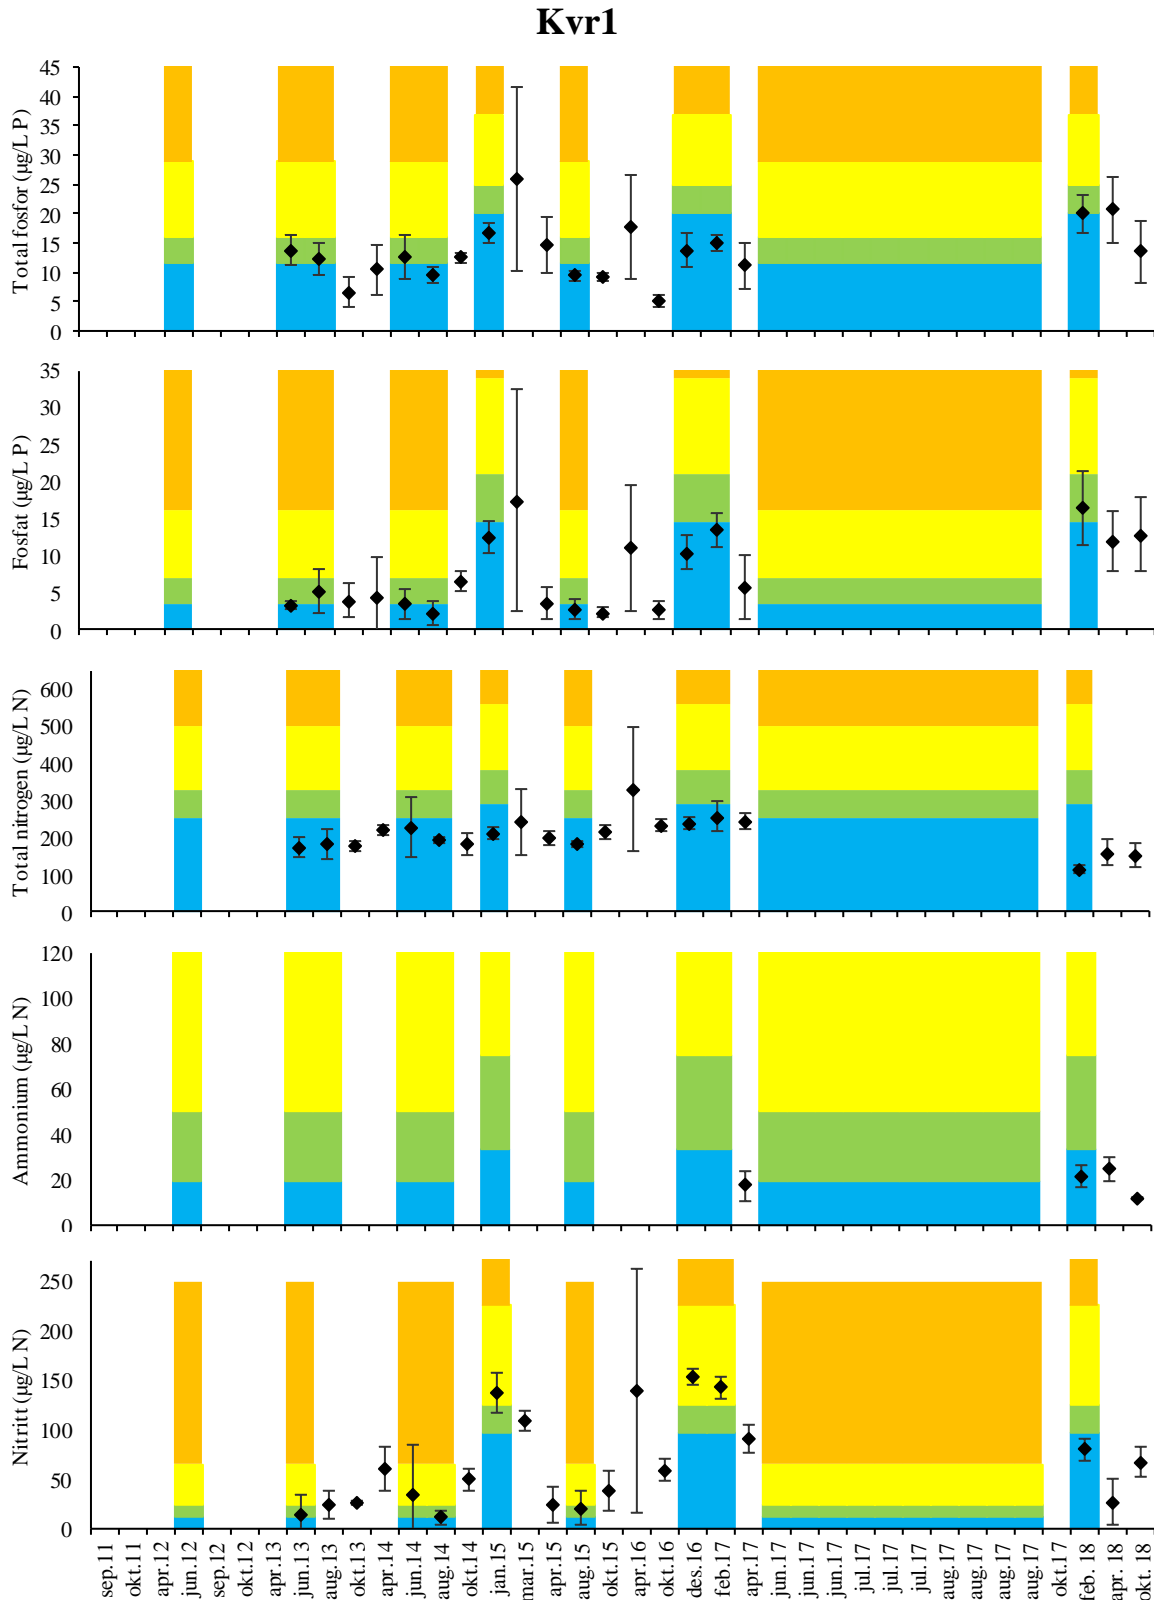 Kvr1
Total fosfor (µg/L P)
45
40
35
30
25
20
15
10
5
0
Fosfat (µg/L P)
35
30
25
20
15
10
5
0
Total nitrogen (µg/L N)
600
500
400
300
200
100
0
Ammonium (µg/L N)
120
100
80
60
40
20
0
Nitritt (µg/L N)
250
200
150
100
50
0
sep.11
okt.11
apr.12
jun.12
sep.12
okt.12
apr.13
jun.13
aug.13
okt.13
apr.14
jun.14
aug.14
okt.14
jan.15
mar.15
apr.15
aug.15
okt.15
apr.16
okt.16
des.16
feb.17
apr.17
jun.17
jun.17
jun.17
jul.17
jul.17
jul.17
aug.17
aug.17
aug.17
aug.17
okt.17
feb. 18
apr. 18
okt. 18